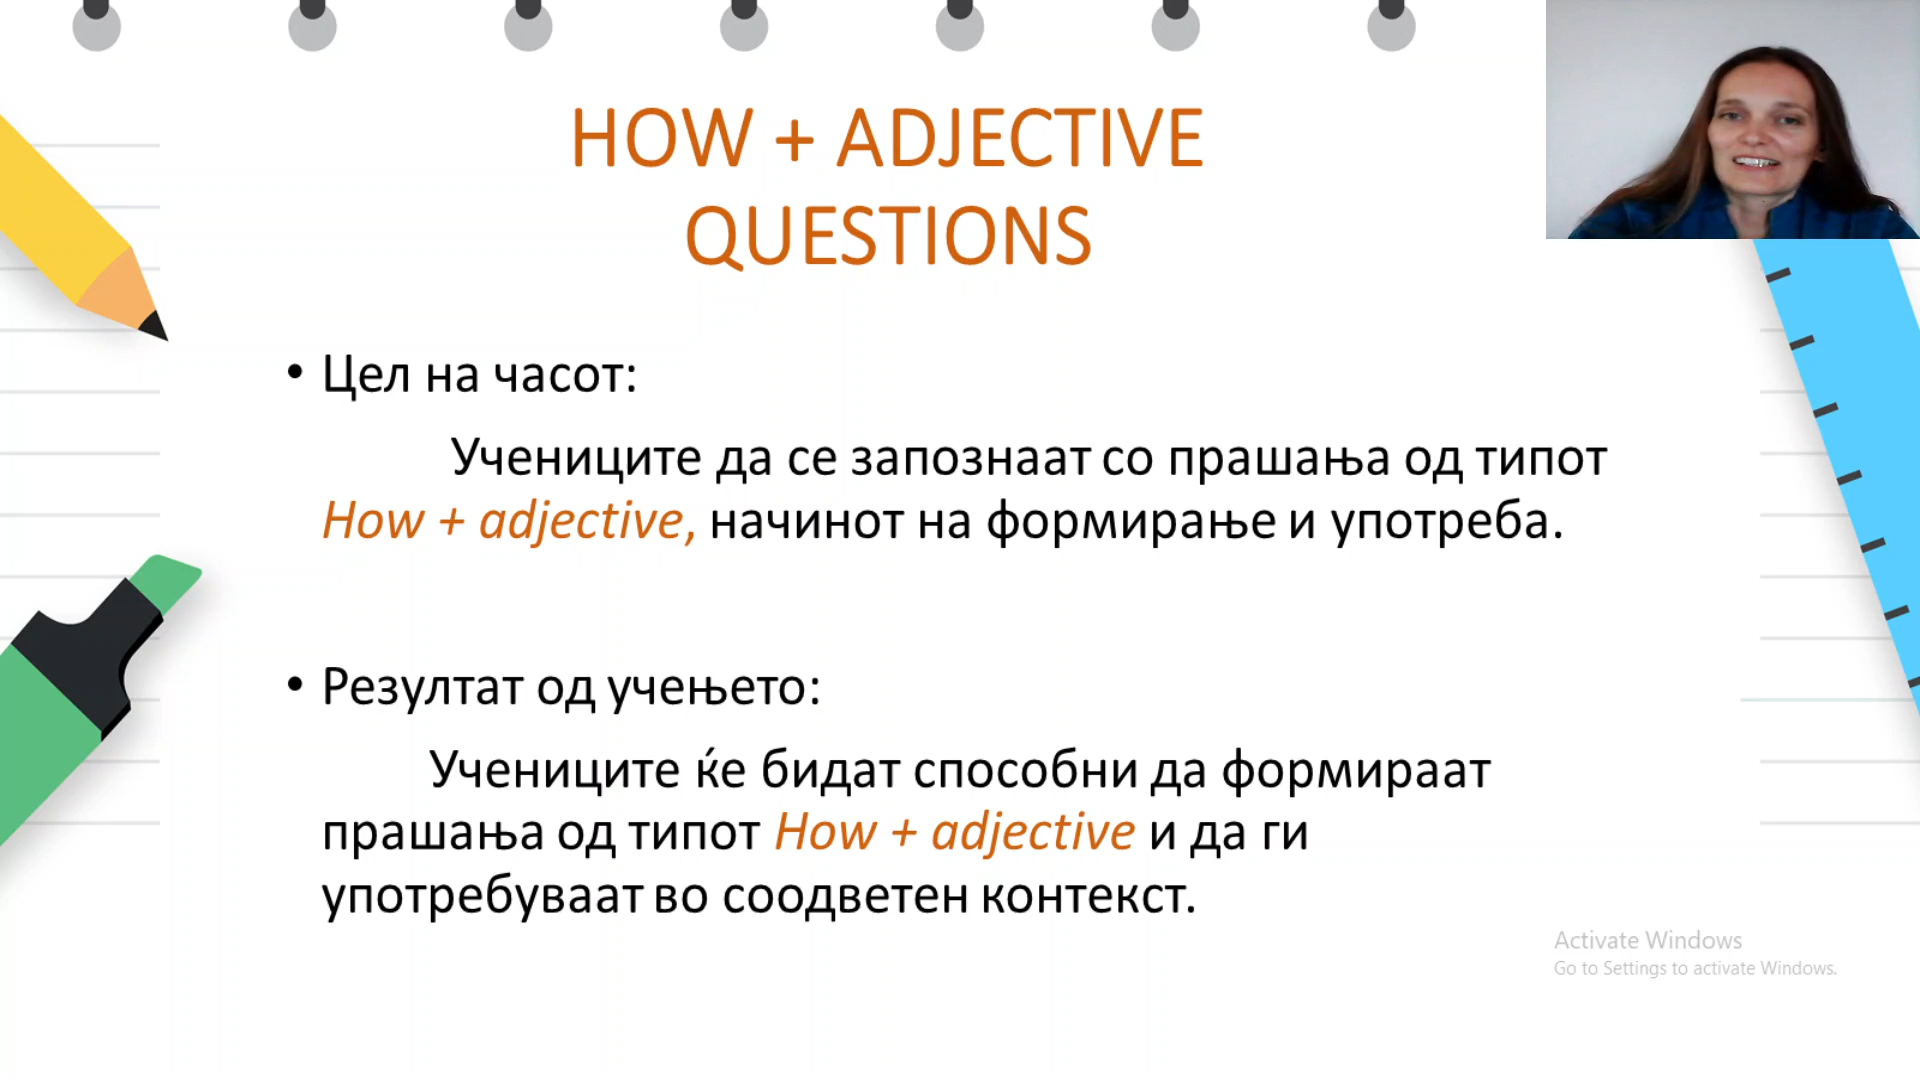 HOW + ADJECTIVE
QUESTIONS
• Цел на часот:
Учениците да се запознаат со прашања од типот
How + adjective, начинот на формирање и употреба.
• Резултат од учењето:
Учениците ќе бидат способни да формираат
прашања од типот How + adjective и да ги
употребуваат во соодветен контекст.
Activate Windows
Go to Settings to activate Windows.